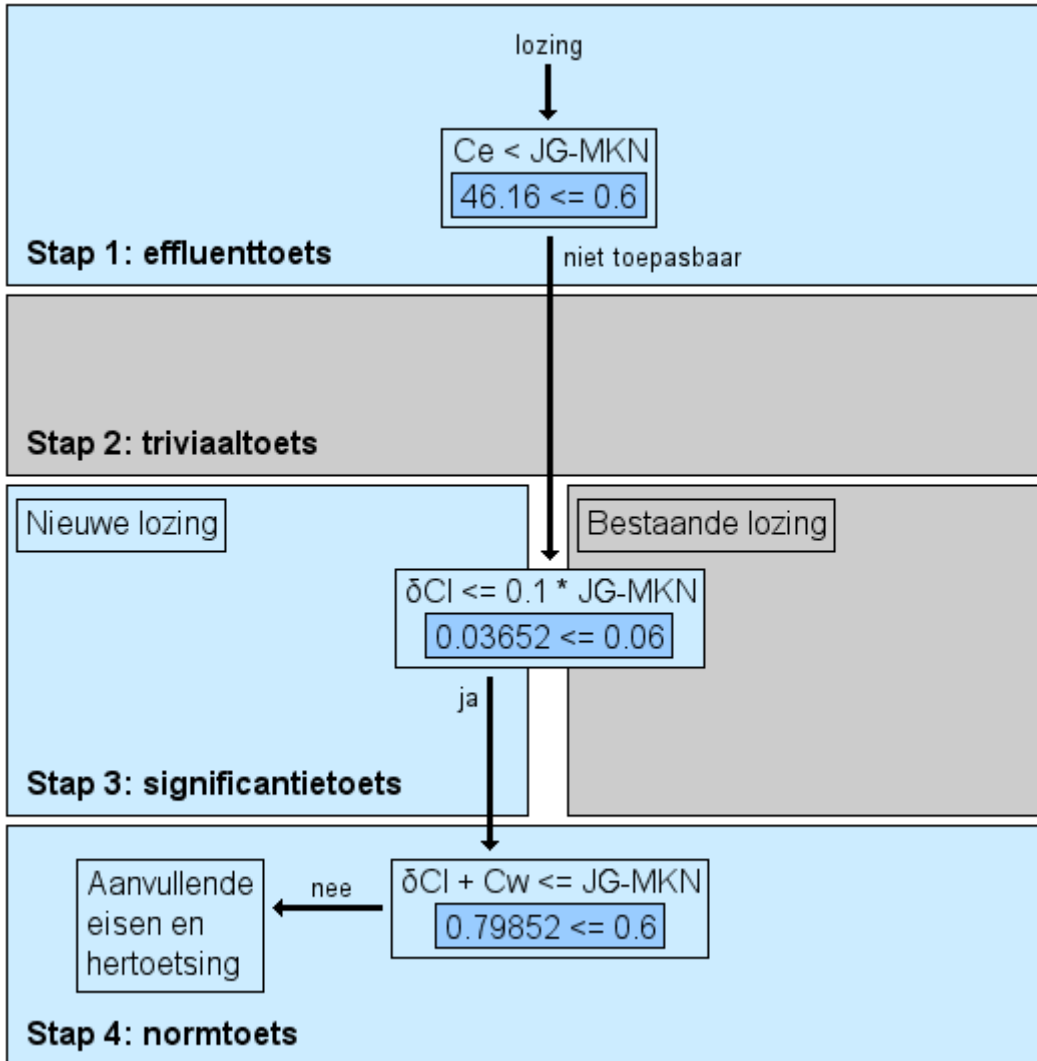 lozing
Ce < JG-MKN
46.16 <= 0.6
Stap 1: effluenttoets
niet toepasbaar
Stap 2: triviaaltoets
Nieuwe lozing
Bestaande lozing
δCl <= 0.1 * JG-MKN
0.03652 <= 0.06
ja
Stap 3: significantietoets
δCl + Cw <= JG-MKN
0.79852 <= 0.6
nee
Aanvullende
eisen en
hertoetsing
Stap 4: normtoets